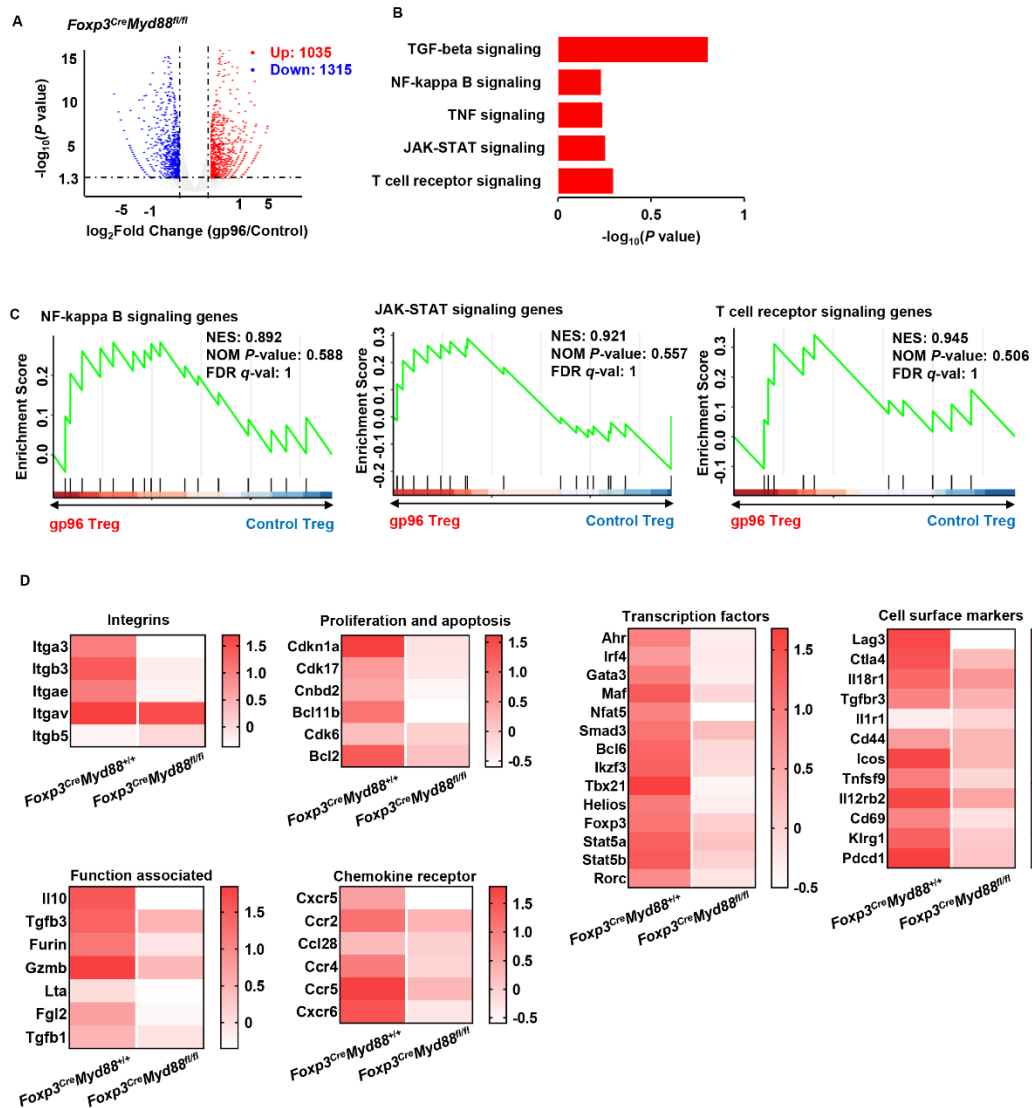 A
Foxp3CreMyd88fl/fl
Up: 1035
Down: 1315
15
10
5
1.3
-log10(P value)
-5
-1
1
5
log2Fold Change (gp96/Control)
B
TGF-beta signaling
NF-kappa B signaling
TNF signaling
JAK-STAT signaling
T cell receptor signaling
0
0.5
1
-log10(P value)
C
NF-kappa B signaling genes
NES: 0.892
NOM P-value: 0.588
FDR q-val: 1
Enrichment Score
0.2
0.1
0.0
gp96 Treg
Control Treg
JAK-STAT signaling genes
NES: 0.921
NOM P-value: 0.557
FDR q-val: 1
Enrichment Score
0.3
0.2
0.1
0.0
-0.1
-0.2
gp96 Treg
Control Treg
T cell receptor signaling genes
NES: 0.945
NOM P-value: 0.506
FDR q-val: 1
Enrichment Score
0.3
0.2
0.1
0.0
-0.1
gp96 Treg
Control Treg
D
Integrins
Itga3
Itgb3
Itgae
Itgav
Itgb5
1.5
1.0
0.5
0
Foxp3CreMyd88+/+
Foxp3CreMyd88fl/fl
Proliferation and apoptosis
Cdkn1a
Cdk17
Cnbd2
Bcl11b
Cdk6
Bcl2
1.5
1.0
0.5
0
-0.5
Foxp3CreMyd88+/+
Foxp3CreMyd88fl/fl
Transcription factors
Ahr
Irf4
Gata3
Maf
Nfat5
Smad3
Bcl6
Ikzf3
Tbx21
Helios
Foxp3
Stat5a
Stat5b
Rorc
1.5
1.0
0.5
0
-0.5
Foxp3CreMyd88+/+
Foxp3CreMyd88fl/fl
Cell surface markers
Lag3
Ctla4
Il18r1
Tgfbr3
Il1r1
Cd44
Icos
Tnfsf9
Il12rb2
Cd69
Klrg1
Pdcd1
Foxp3CreMyd88+/+
Foxp3CreMyd88fl/fl
Function associated
Il10
Tgfb3
Furin
Gzmb
Lta
Fgl2
Tgfb1
1.5
1.0
0.5
0
Foxp3CreMyd88+/+
Foxp3CreMyd88fl/fl
Chemokine receptor
Cxcr5
Ccr2
Ccl28
Ccr4
Ccr5
Cxcr6
1.5
1.0
0.5
0
-0.5
Foxp3CreMyd88+/+
Foxp3CreMyd88fl/fl